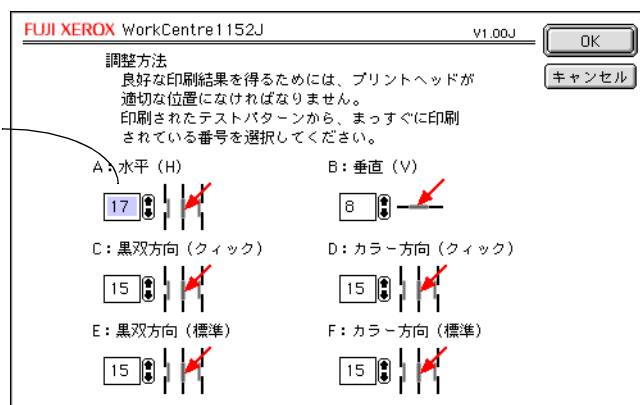 FUJI XEROX WorkCentre1152J V1.00J
OK
キャンセル
調整方法
良好な印刷結果を得るためには、プリントヘッドが
適切な位置になければなりません。
印刷されたテストパターンから、まっすぐに印刷
されている番号を選択してください。
A：水平（H） B：垂直（V）
17 8
C：黒双方向（クィック） D：カラー方向（クィック）
15 15
E：黒双方向（標準） F：カラー方向（標準）
15 15